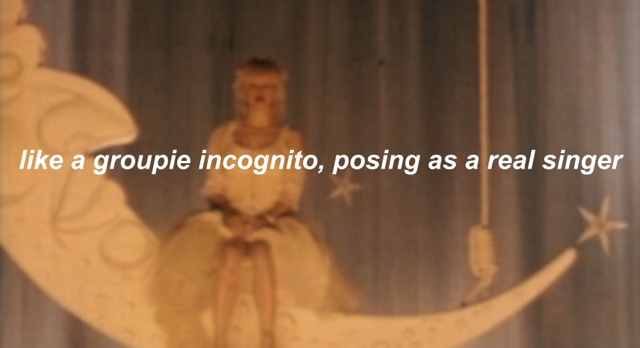 like a groupie incognito, posing as a real singer